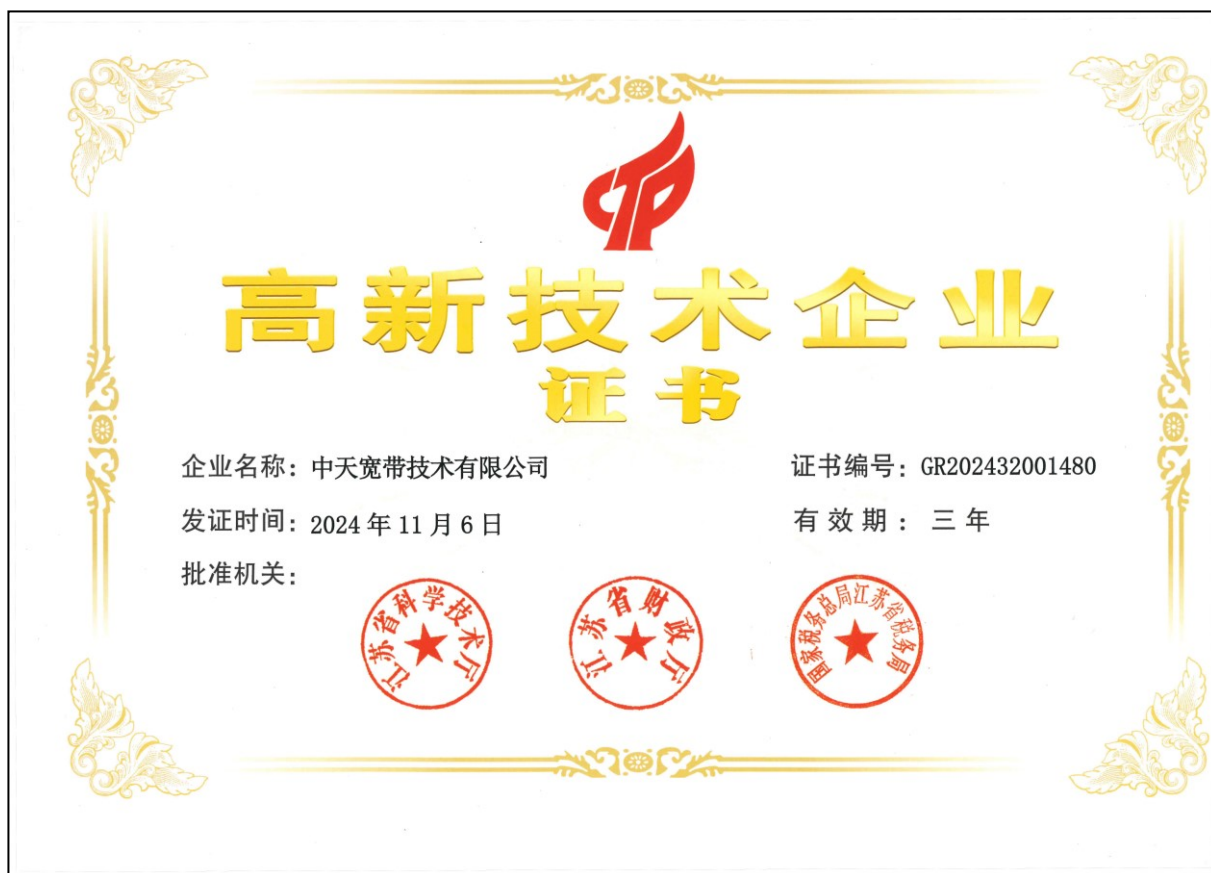 CTP
高新技术企业
证书
企业名称：中天宽带技术有限公司
证书编号：GR202432001480
发证时间：2024年11月6日
有效期：三年
批准机关：
江苏省科学技术厅
江苏省财政厅
国家税务总局江苏省税务局